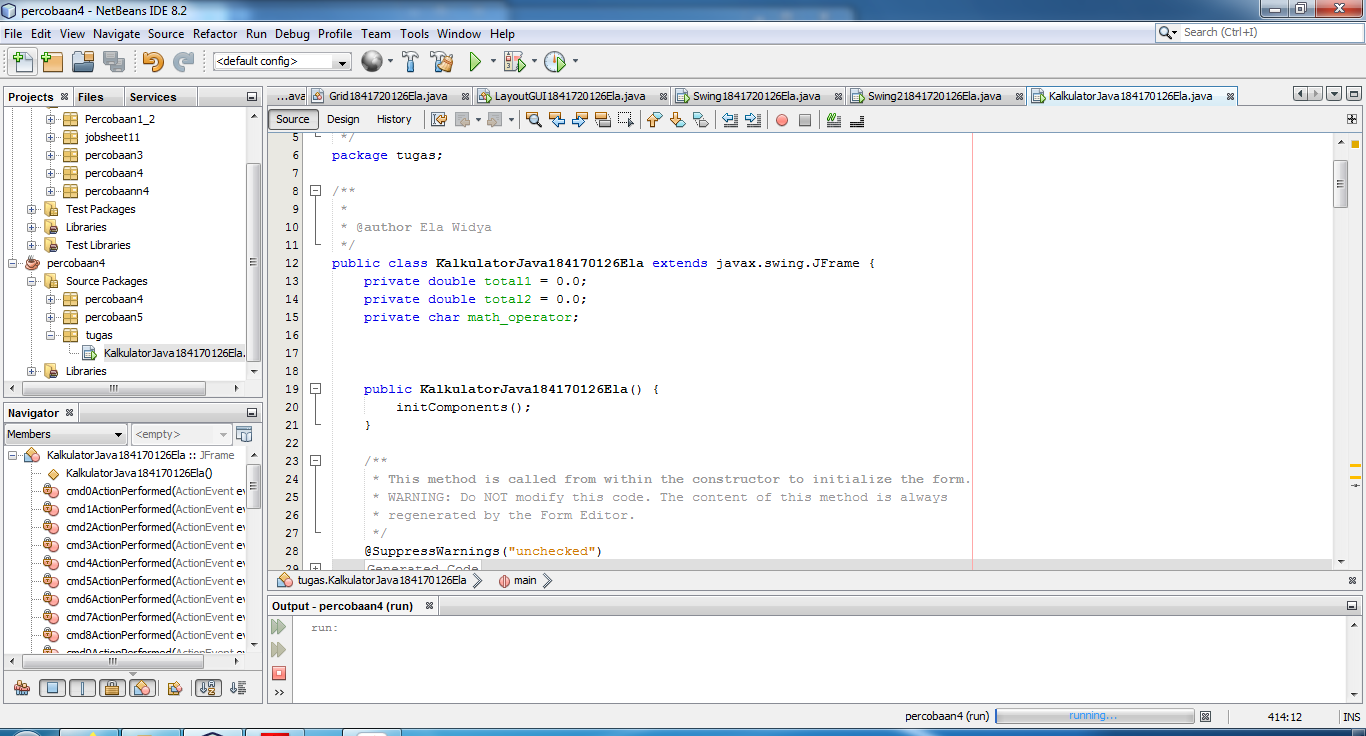 percobaan4 - NetBeans IDE 8.2
File Edit View Navigate Source Refactor Run Debug Profile Team Tools Window Help
Search (Ctrl+I)
<default config>
Projects Files Services
Percobaan1_2
jobsheet11
percobaan3
percobaan4
percobaann4
Test Packages
Libraries
Test Libraries
percobaan4
Source Packages
percobaan4
percobaan5
tugas
KalkulatorJava184170126Ela.
Libraries
Navigator
Members <empty>
KalkulatorJava184170126Ela :: JFrame
KalkulatorJava184170126Ela()
cmd0ActionPerformed(ActionEvent ev
cmd1ActionPerformed(ActionEvent ev
cmd2ActionPerformed(ActionEvent ev
cmd3ActionPerformed(ActionEvent ev
cmd4ActionPerformed(ActionEvent ev
cmd5ActionPerformed(ActionEvent ev
cmd6ActionPerformed(ActionEvent ev
cmd7ActionPerformed(ActionEvent ev
cmd8ActionPerformed(ActionEvent ev
cmd9ActionPerformed(ActionEvent ev
...ava Grid1841720126Ela.java LayoutGUI1841720126Ela.java Swing1841720126Ela.java Swing21841720126Ela.java KalkulatorJava184170126Ela.java
Source Design History
5 */
6 package tugas;
7
8 /**
9 *
10 * @author Ela Widya
11 */
12 public class KalkulatorJava184170126Ela extends javax.swing.JFrame {
13 private double total1 = 0.0;
14 private double total2 = 0.0;
15 private char math_operator;
16
17
18
19 public KalkulatorJava184170126Ela() {
20 initComponents();
21 }
22
23 /**
24 * This method is called from within the constructor to initialize the form.
25 * WARNING: Do NOT modify this code. The content of this method is always
26 * regenerated by the Form Editor.
27 */
28 @SuppressWarnings("unchecked")
29 Generated Code
tugas.KalkulatorJava184170126Ela main
Output - percobaan4 (run)
run:
percobaan4 (run) running... 414:12 INS